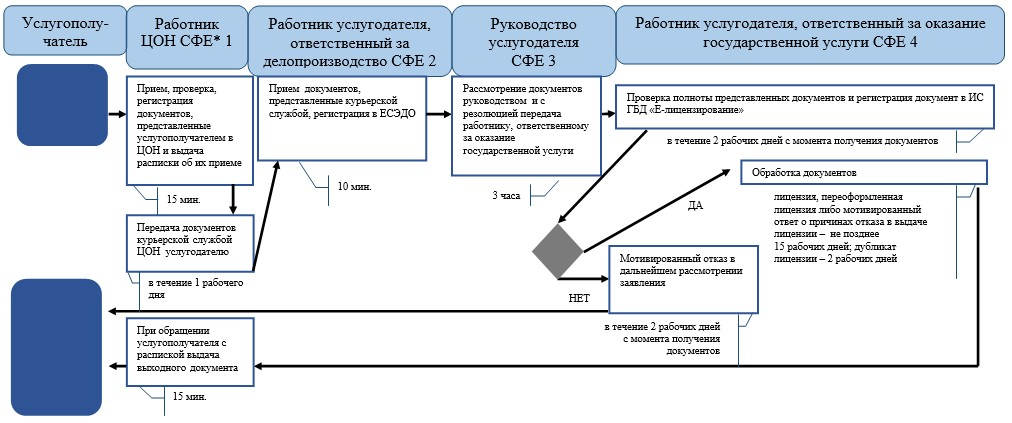 Услугополу-
чатель
Работник
ЦОН СФЕ* 1
Работник услугодателя,
ответственный за
делопроизводство СФЕ 2
Руководство
услугодателя
СФЕ 3
Работник услугодателя, ответственный за оказание
государственной услуги СФЕ 4
Прием, проверка,
регистрация
документов,
представленные
услугополучателем в
ЦОН и выдача
расписки об их приеме
15 мин.
Передача документов
курьерской службой
ЦОН услугодателю
в течение 1 рабочего
дня
Прием документов,
представленные курьерской
службой, регистрация в ЕСЭДО
10 мин.
Рассмотрение документов
руководством и с
резолюцией передача
работнику, ответственному
за оказание
государственной услуги
3 часа
Проверка полноты представленных документов и регистрация документ в ИС
ГБД «Е-лицензирование»
в течение 2 рабочих дней с момента получения документов
Обработка документов
лицензия, переоформленная
лицензия либо мотивированный
ответ о причинах отказа в выдаче
лицензии – не позднее
15 рабочих дней; дубликат
лицензии – 2 рабочих дней
ДА
НЕТ
Мотивированный отказ в
дальнейшем рассмотрении
заявления
в течение 2 рабочих дней
с момента получения
документов
При обращении
услугополучателя с
распиской выдача
выходного документа
15 мин.